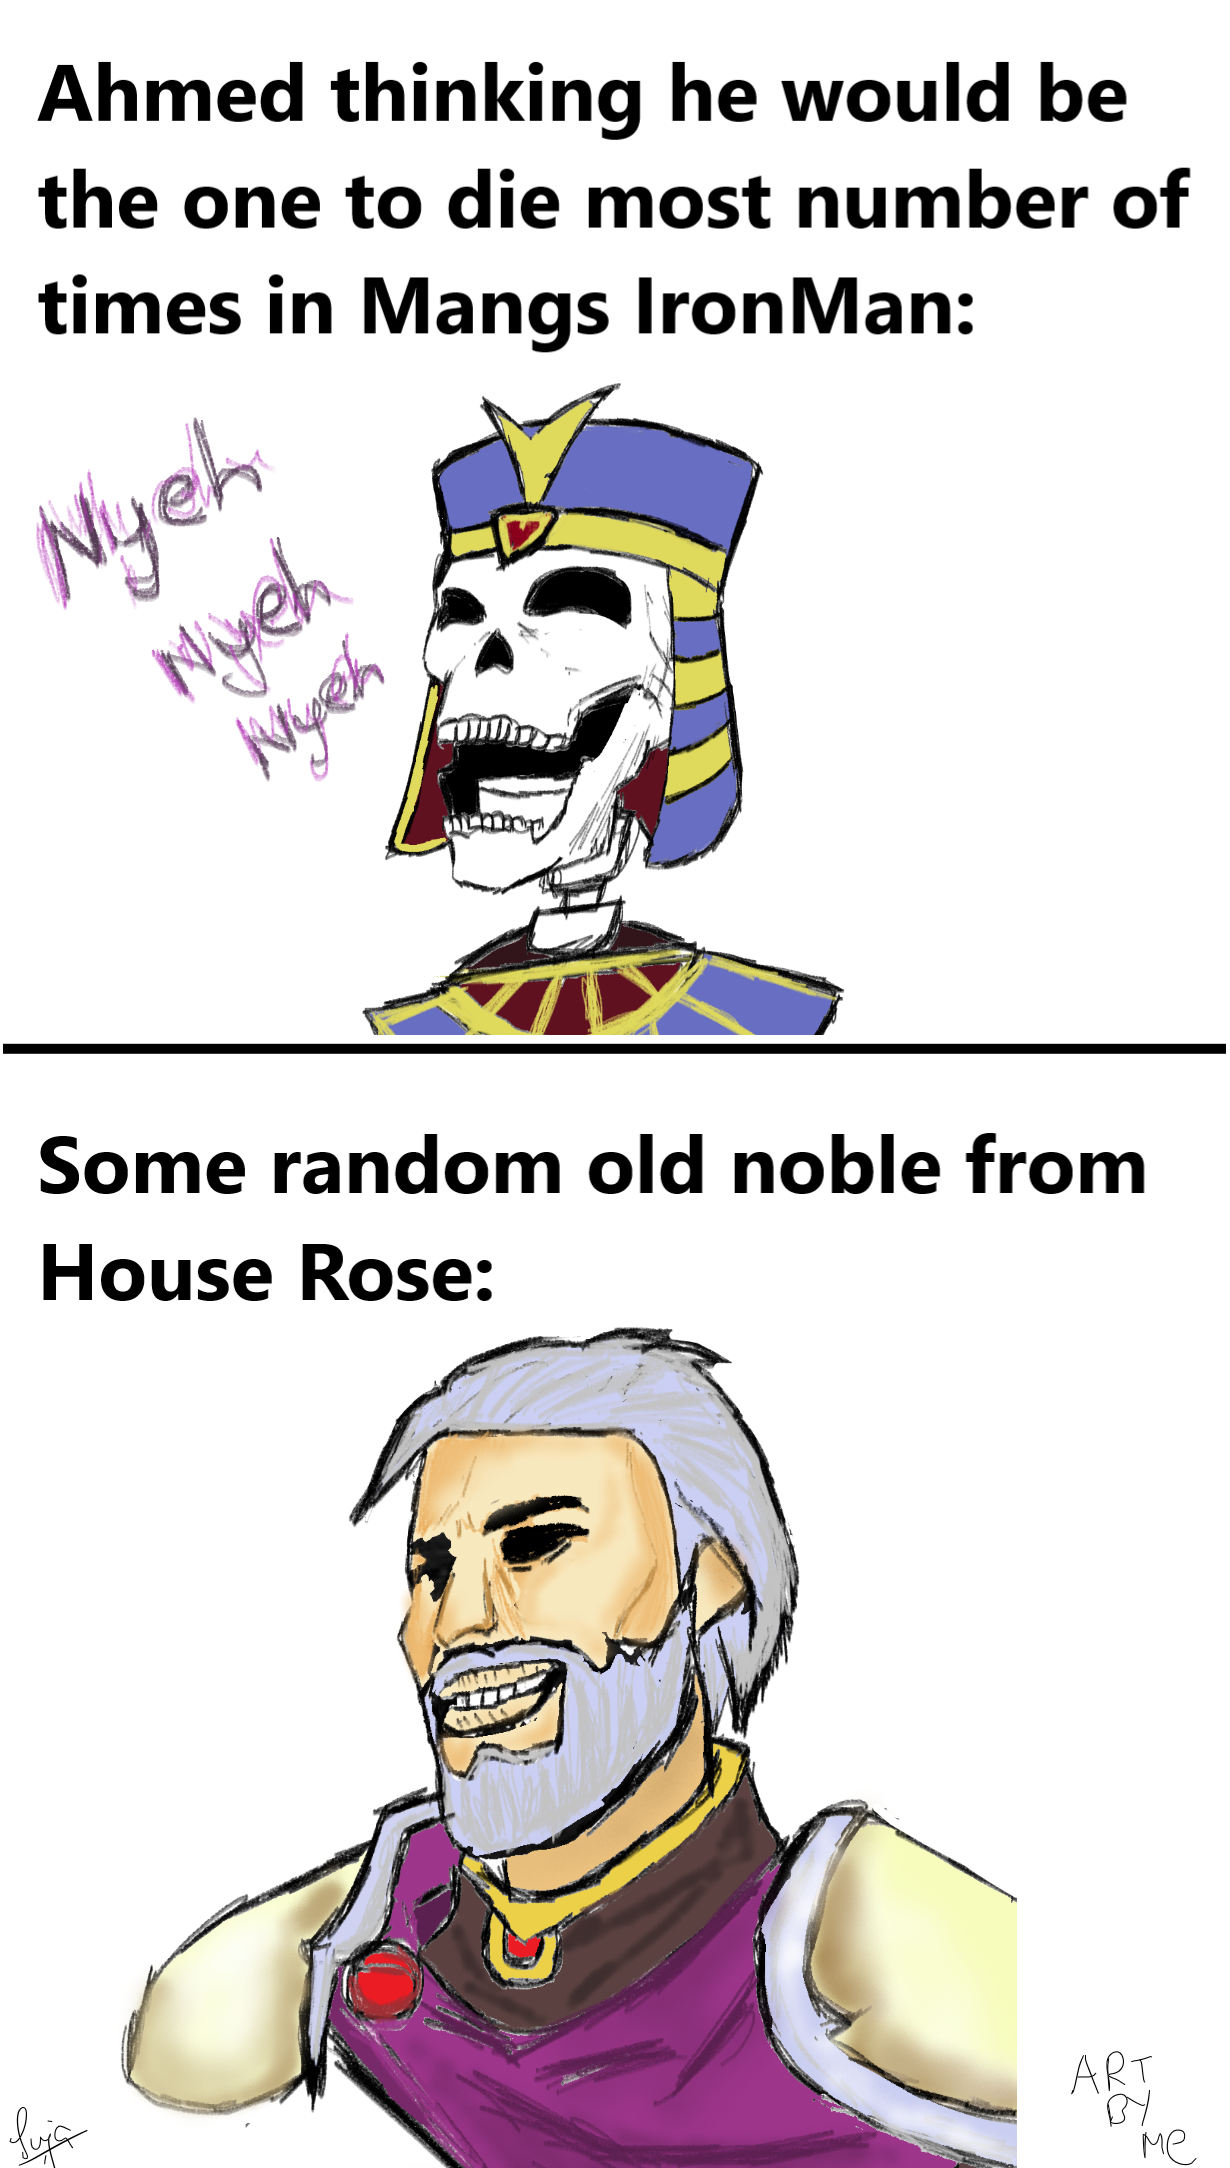 Ahmed thinking he would be
the one to die most number of
times in Mangs IronMan:
Nyeh
Nyeh
Nyeh
Some random old noble from
House Rose:
ART
BY
ME